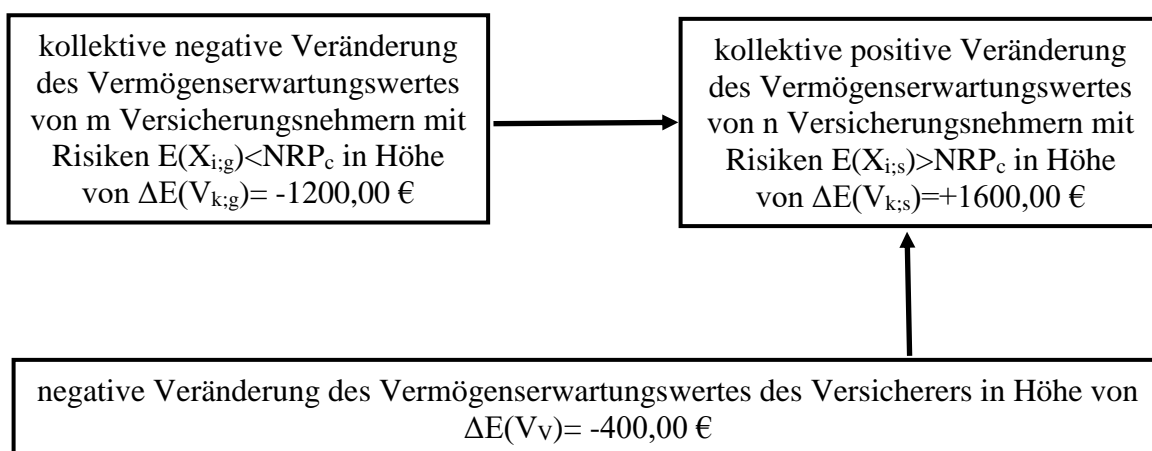 kollektive negative Veränderung
des Vermögenserwartungswertes
von m Versicherungsnehmern mit
Risiken E(Xi;g)<NRPc in Höhe
von ΔE(Vk;g)= -1200,00 €
kollektive positive Veränderung
des Vermögenserwartungswertes
von n Versicherungsnehmern mit
Risiken E(Xi;s)>NRPc in Höhe
von ΔE(Vk;s)=+1600,00 €
negative Veränderung des Vermögenserwartungswertes des Versicherers in Höhe von
ΔE(VV)= -400,00 €